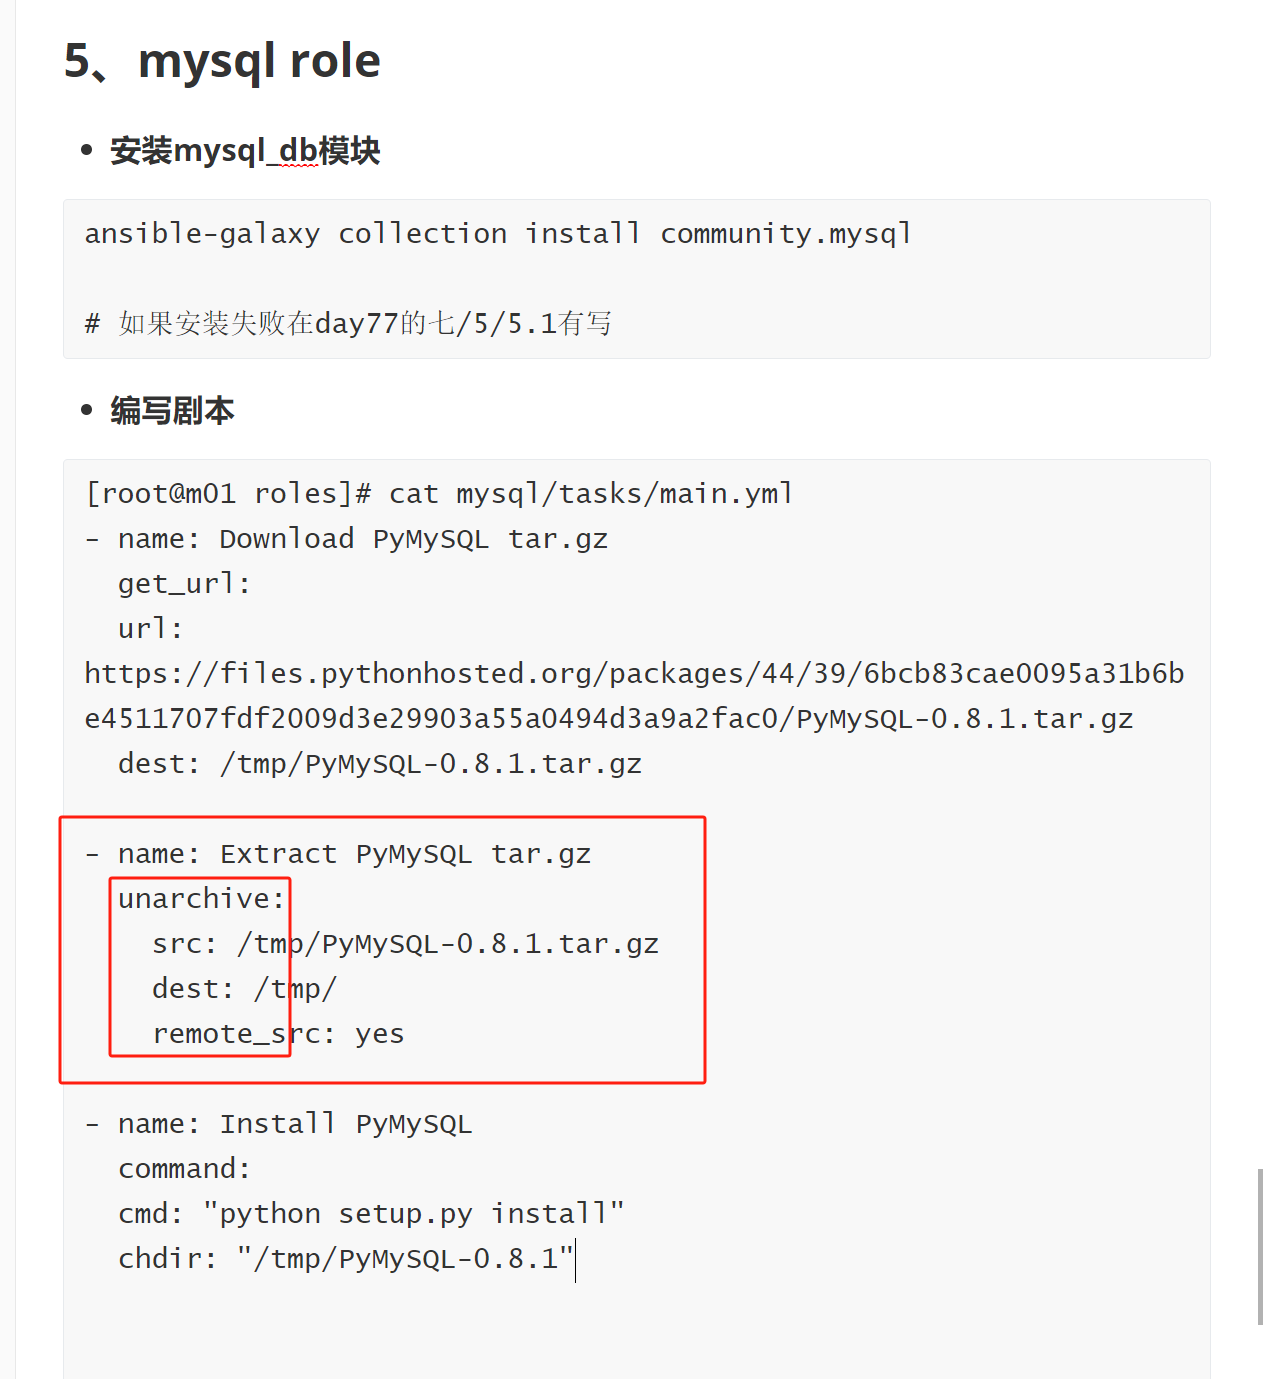 5、mysql role
• 安装mysql_db模块
ansible-galaxy collection install community.mysql
# 如果安装失败在day77的七/5/5.1有写
• 编写剧本
[root@m01 roles]# cat mysql/tasks/main.yml
- name: Download PyMySQL tar.gz
  get_url:
  url:
https://files.pythonhosted.org/packages/44/39/6bcb83cae0095a31b6b
e4511707fdf2009d3e29903a55a0494d3a9a2fac0/PyMySQL-0.8.1.tar.gz
  dest: /tmp/PyMySQL-0.8.1.tar.gz
- name: Extract PyMySQL tar.gz
  unarchive:
    src: /tmp/PyMySQL-0.8.1.tar.gz
    dest: /tmp/
    remote_src: yes
- name: Install PyMySQL
  command:
  cmd: "python setup.py install"
  chdir: "/tmp/PyMySQL-0.8.1"